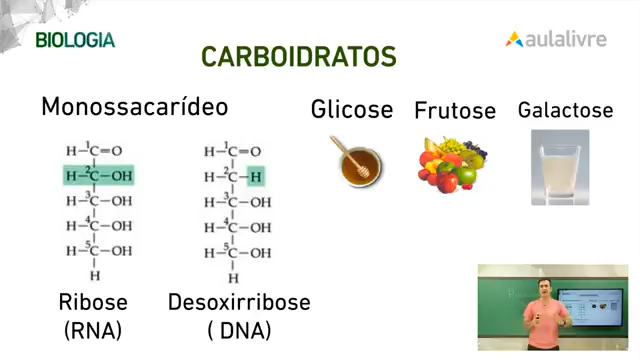 BIOLOGIA
aulalivre
CARBOIDRATOS
Monossacarídeo
Glicose
Frutose
Galactose
H—¹C=O
H—²C—OH
H—³C—OH
H—⁴C—OH
H—⁵C—OH
H
Ribose
(RNA)
H—¹C=O
H—²C—H
H—³C—OH
H—⁴C—OH
H—⁵C—OH
H
Desoxirribose
( DNA)